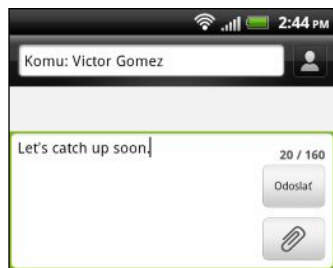 2:44 PM
Komu: Victor Gomez
Let's catch up soon.
20 / 160
Odoslať